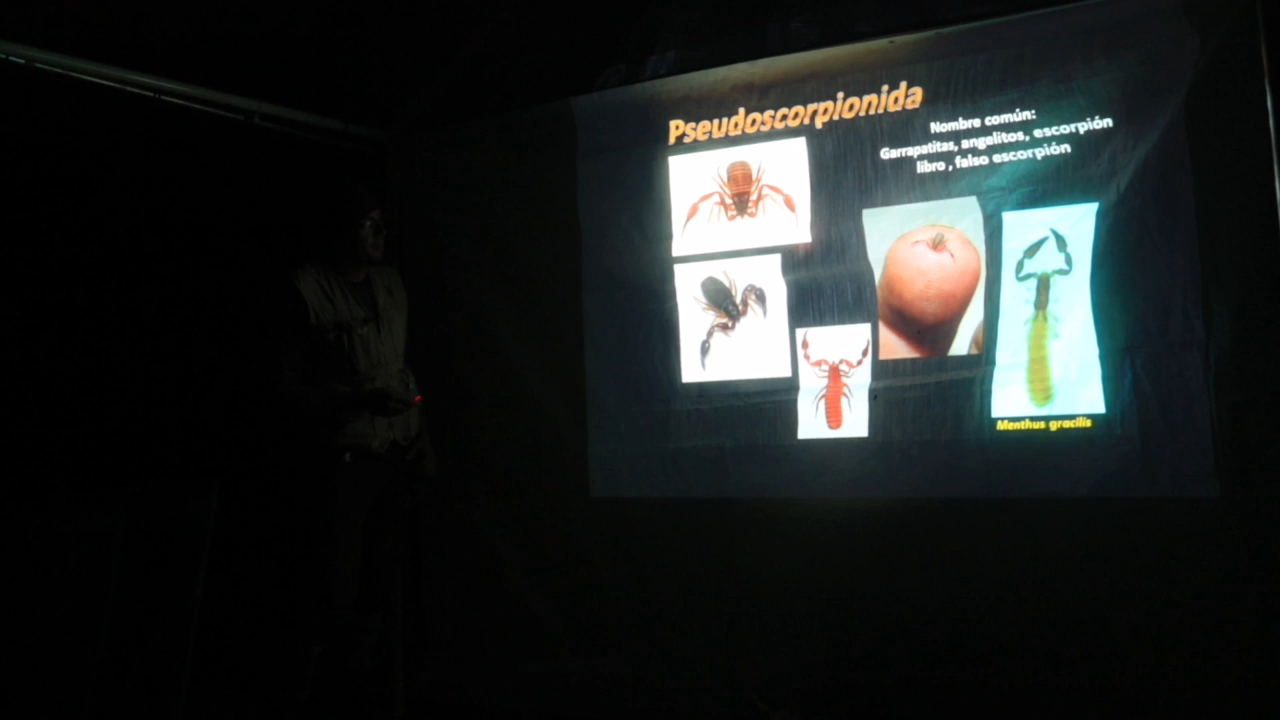 Pseudoscorpionida
Nombre común:
Garrapatitas, angelitos, escorpión
libro , falso escorpión
Menthus gracilis